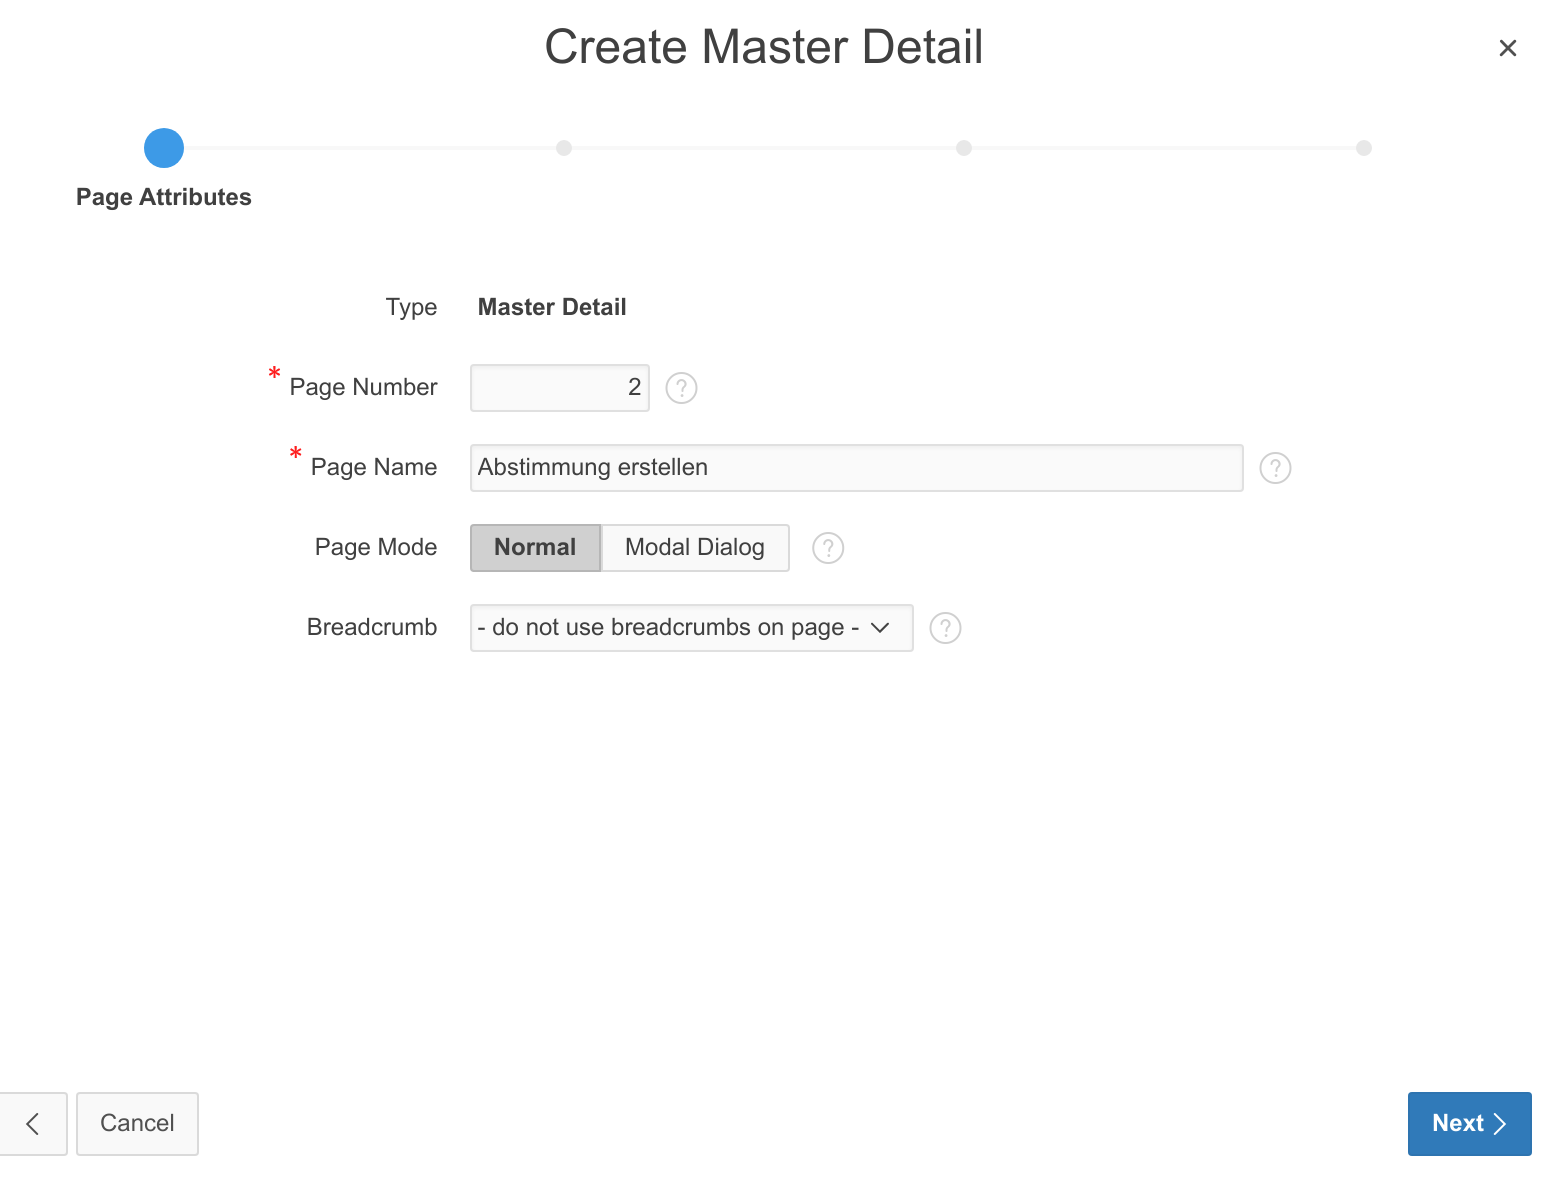 Create Master Detail
Page Attributes
Type Master Detail
* Page Number 2 ?
* Page Name Abstimmung erstellen ?
Page Mode Normal Modal Dialog ?
Breadcrumb - do not use breadcrumbs on page - ?
Cancel Next